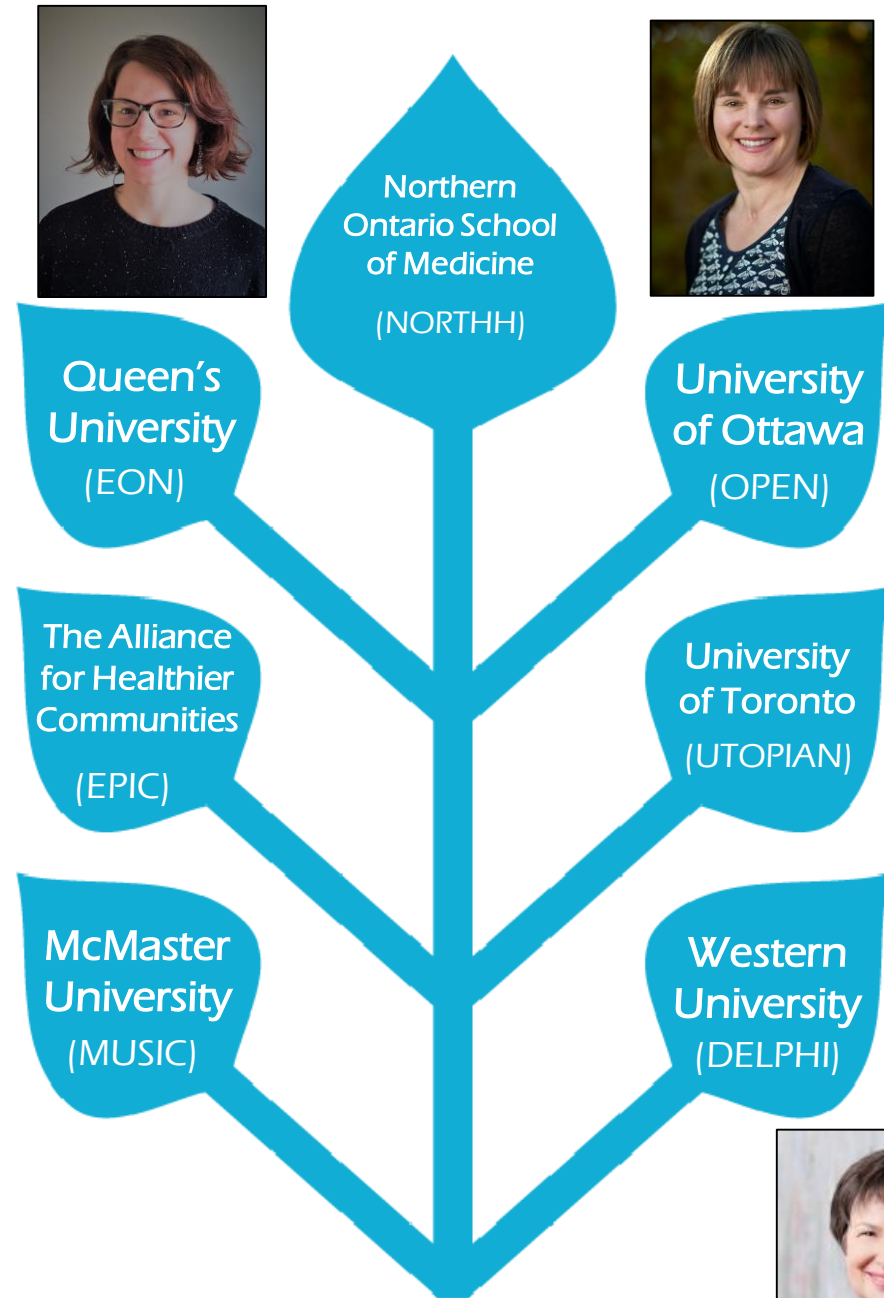 Northern
Ontario School
of Medicine
(NORTHH)
Queen's
University
(EON)
University
of Ottawa
(OPEN)
The Alliance
for Healthier
Communities
(EPIC)
University
of Toronto
(UTOPIAN)
McMaster
University
(MUSIC)
Western
University
(DELPHI)